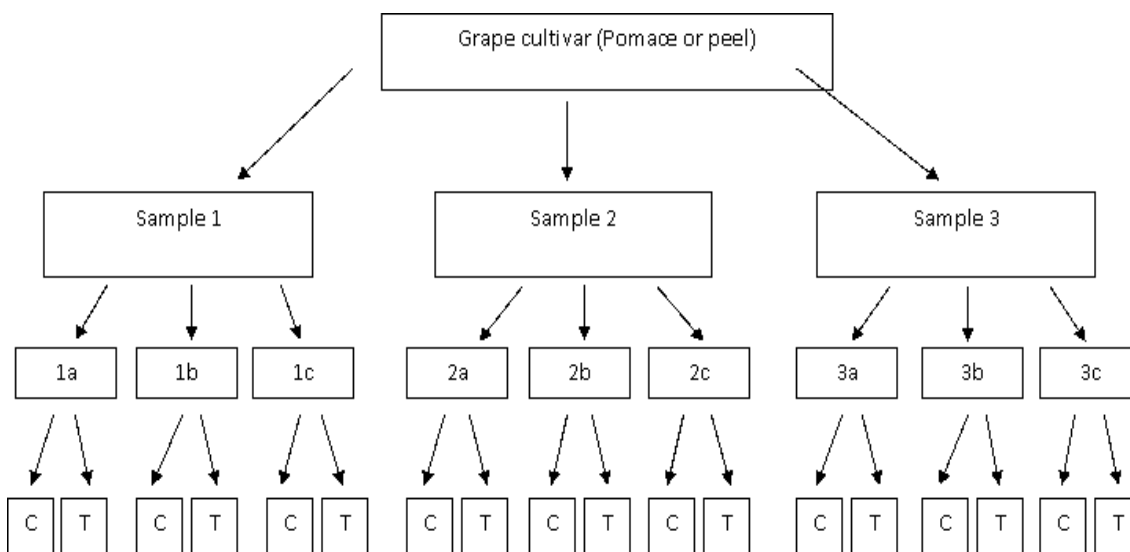 Grape cultivar (Pomace or peel)
Sample 1 Sample 2 Sample 3
1a 1b 1c 2a 2b 2c 3a 3b 3c
C T C T C T C T C T C T C T C T C T